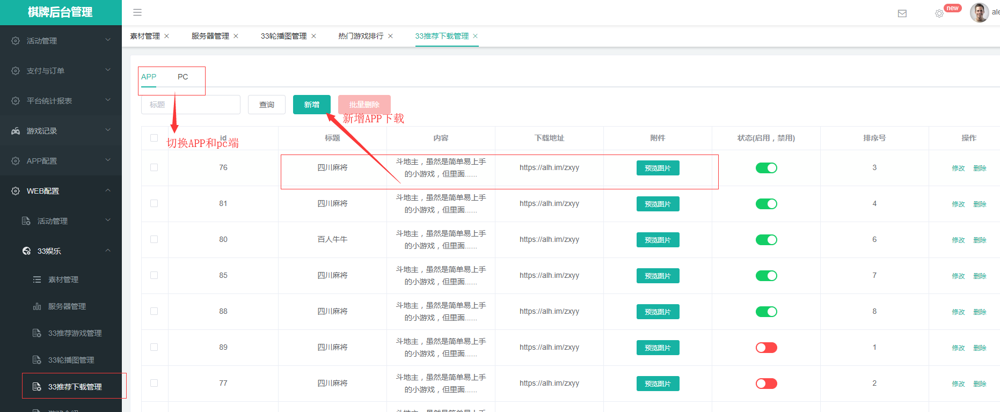 棋牌后台管理
new
ale
活动管理
支付与订单
平台统计报表
游戏记录
APP配置
WEB配置
活动管理
33娱乐
素材管理
服务器管理
33推荐游戏管理
33轮播图管理
33推荐下载管理
素材管理 × 服务器管理 × 33轮播图管理 × 热门游戏排行 × 33推荐下载管理 ×
APP PC
标题 查询 新增 批量删除
新增APP下载
切换APP和pc端
id 标题 内容 下载地址 附件 状态(启用，禁用) 排序号 操作
76 四川麻将 斗地主，虽然是简单易上手 https://alh.im/zxyy 预览图片 3 修改 删除
的小游戏，但里面......
81 四川麻将 斗地主，虽然是简单易上手 https://alh.im/zxyy 预览图片 4 修改 删除
的小游戏，但里面......
80 百人牛牛 斗地主，虽然是简单易上手 https://alh.im/zxyy 预览图片 6 修改 删除
的小游戏，但里面......
85 四川麻将 斗地主，虽然是简单易上手 https://alh.im/zxyy 预览图片 7 修改 删除
的小游戏，但里面......
88 四川麻将 斗地主，虽然是简单易上手 https://alh.im/zxyy 预览图片 8 修改 删除
的小游戏，但里面......
89 四川麻将 斗地主，虽然是简单易上手 https://alh.im/zxyy 预览图片 1 修改 删除
的小游戏，但里面......
77 四川麻将 斗地主，虽然是简单易上手 https://alh.im/zxyy 预览图片 2 修改 删除
的小游戏，但里面......